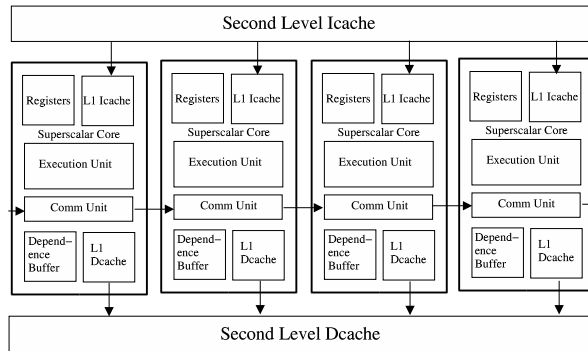 Second Level Icache
Registers
L1 Icache
Superscalar Core
Execution Unit
Comm Unit
Depend–
ence
Buffer
L1
Dcache
Registers
L1 Icache
Superscalar Core
Execution Unit
Comm Unit
Depend–
ence
Buffer
L1
Dcache
Registers
L1 Icache
Superscalar Core
Execution Unit
Comm Unit
Depend–
ence
Buffer
L1
Dcache
Registers
L1 Icache
Superscalar Core
Execution Unit
Comm Unit
Depend–
ence
Buffer
L1
Dcache
Second Level Dcache